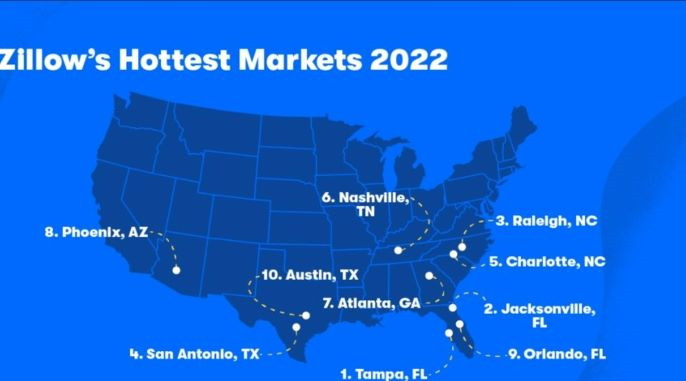 Zillow's Hottest Markets 2022
6. Nashville,
TN
3. Raleigh, NC
8. Phoenix, AZ
5. Charlotte, NC
10. Austin, TX
7. Atlanta, GA
2. Jacksonville,
FL
4. San Antonio, TX
9. Orlando, FL
1. Tampa, FL